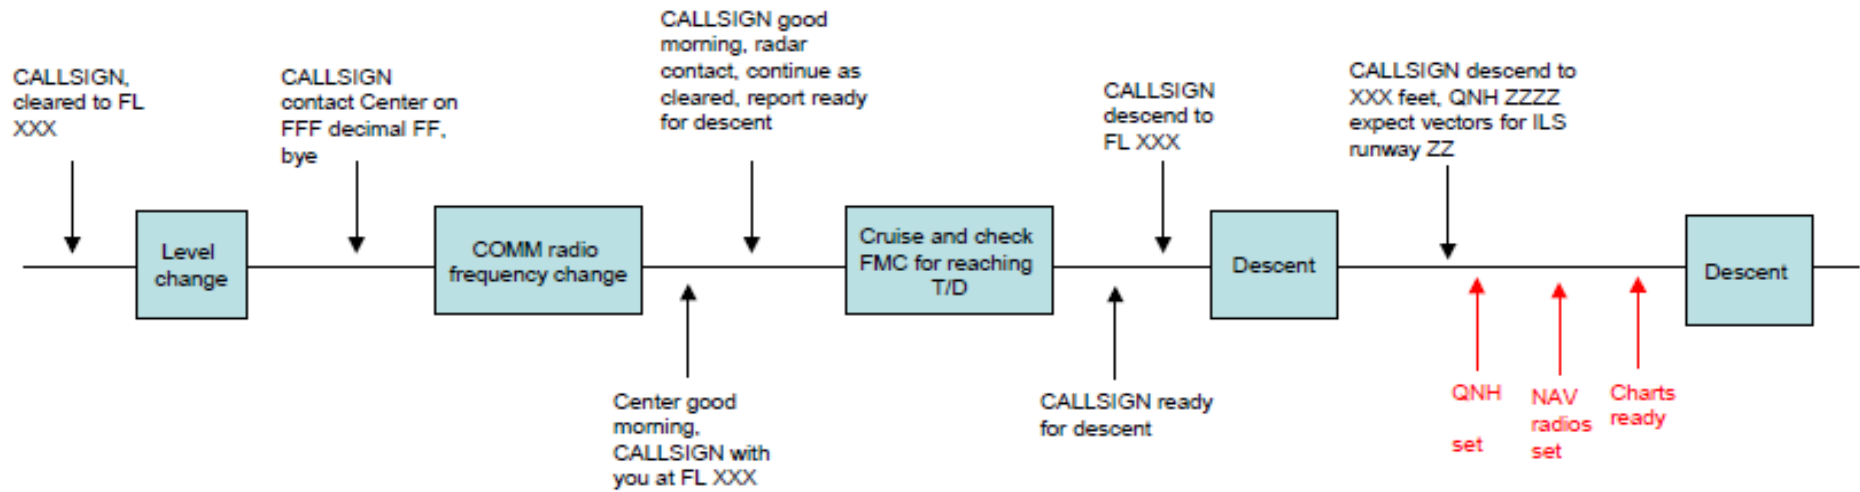 CALLSIGN,
cleared to FL
XXX
Level
change
CALLSIGN
contact Center on
FFF decimal FF,
bye
COMM radio
frequency change
Center good
morning,
CALLSIGN with
you at FL XXX
CALLSIGN good
morning, radar
contact, continue as
cleared, report ready
for descent
Cruise and check
FMC for reaching
T/D
CALLSIGN ready
for descent
CALLSIGN
descend to
FL XXX
Descent
CALLSIGN descend to
XXX feet, QNH ZZZZ
expect vectors for ILS
runway ZZ
QNH
set
NAV
radios
set
Charts
ready
Descent